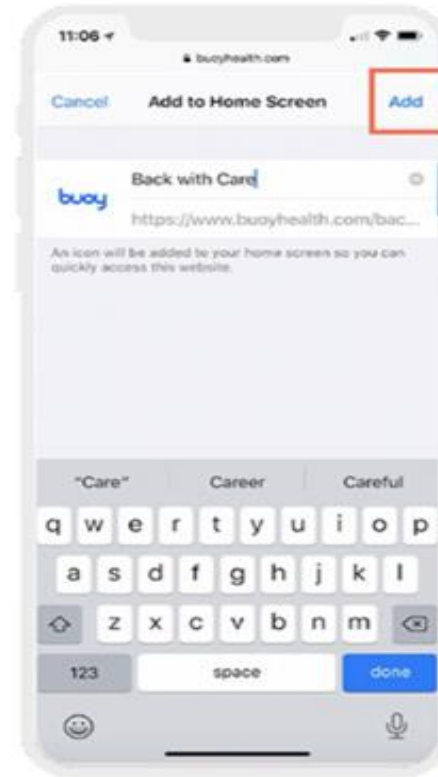 11:06
buoyhealth.com
Cancel Add to Home Screen Add
buoy
Back with Care
https://www.buoyhealth.com/bac...
An icon will be added to your home screen so you can
quickly access this website.
"Care" Career Careful
q w e r t y u i o p
a s d f g h j k l
z x c v b n m
123 space done